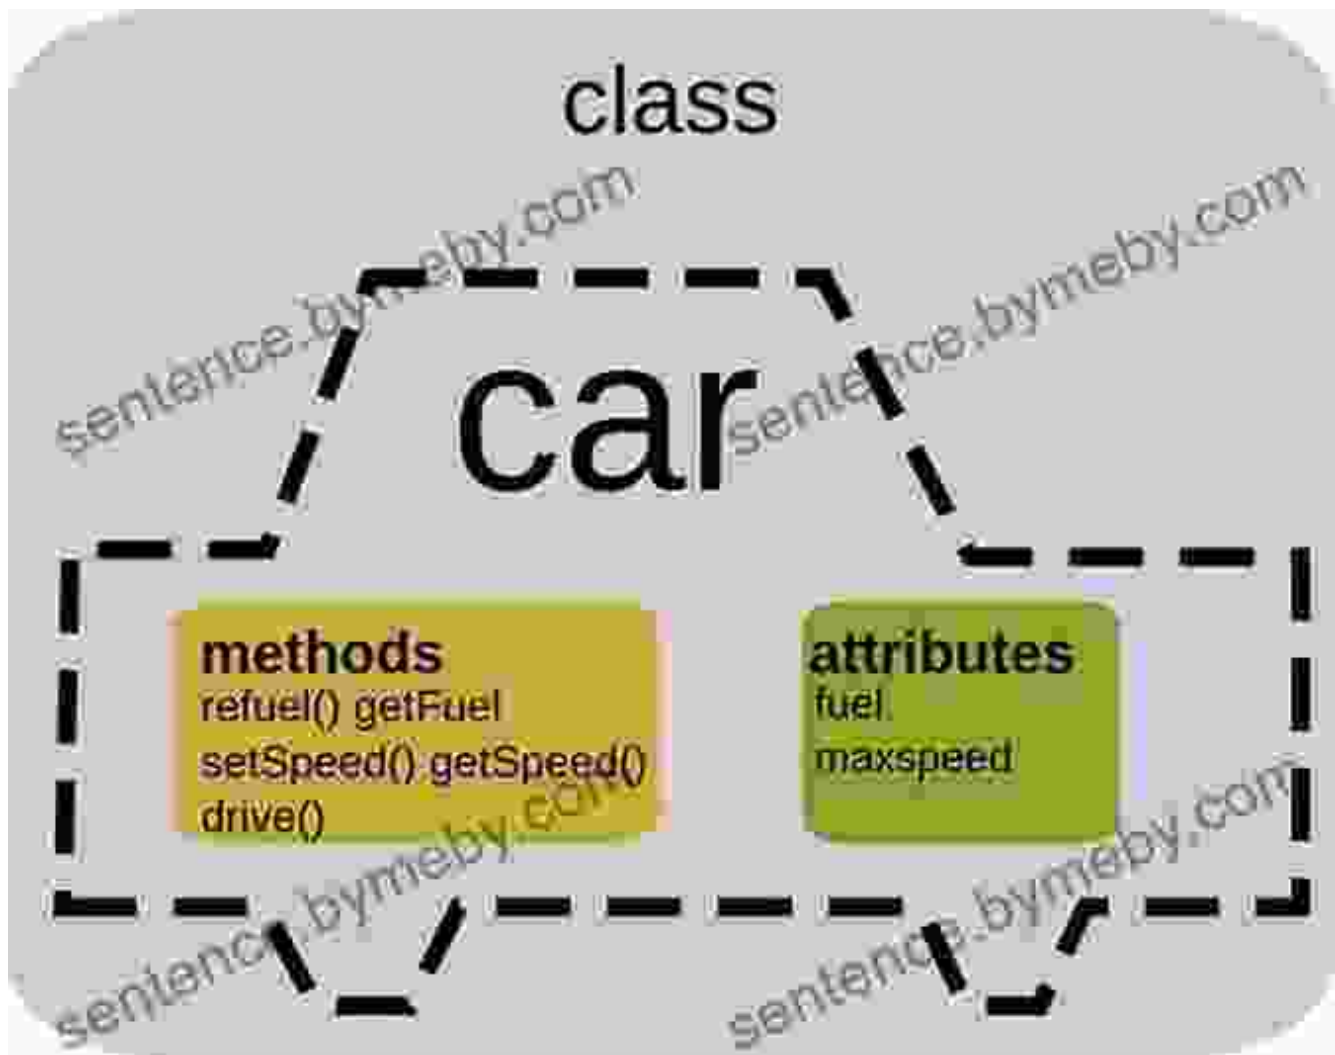 class
sentence.bymeby.com
sentence.bymeby.com
car
methods
refuel() getFuel
setSpeed() getSpeed()
drive()
attributes
fuel
maxspeed
sentence.bymeby.com
sentence.bymeby.com